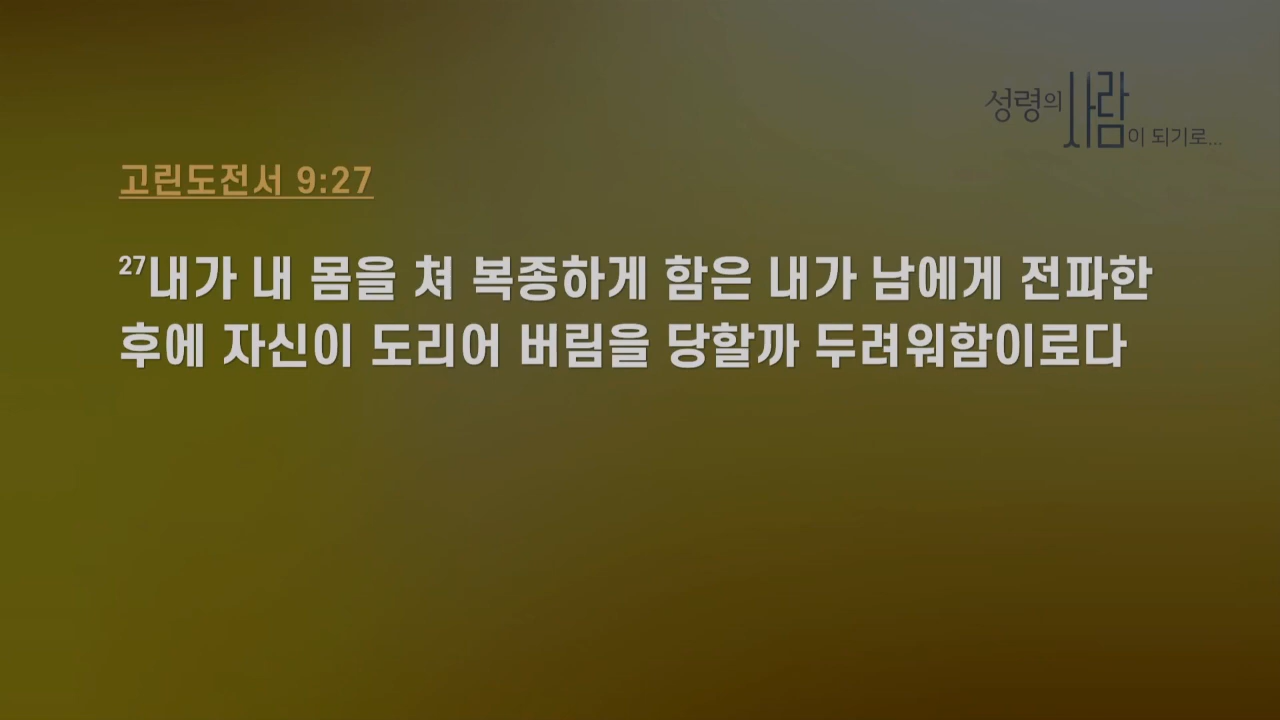 성령의 사람이 되기로...
고린도전서 9:27
27내가 내 몸을 쳐 복종하게 함은 내가 남에게 전파한
후에 자신이 도리어 버림을 당할까 두려워함이로다